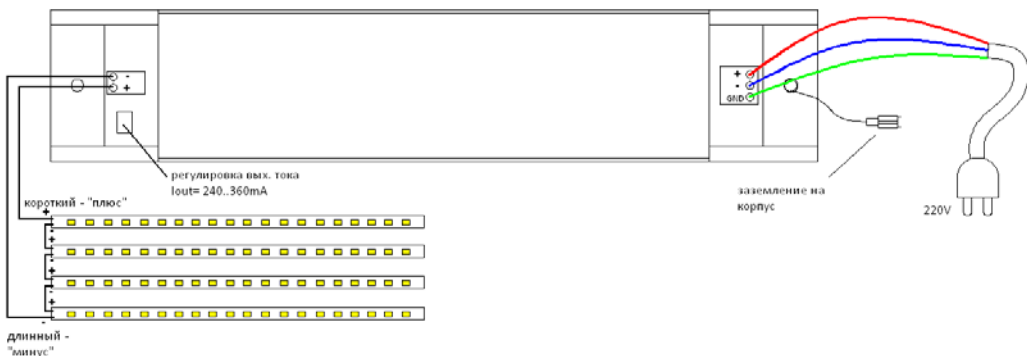 -
+
+
-
GND
регулировка вых. тока
Iout= 240..360mA
заземление на
корпус
220V
короткий - "плюс"
+
-
+
-
+
-
+
-
длинный -
"минус"